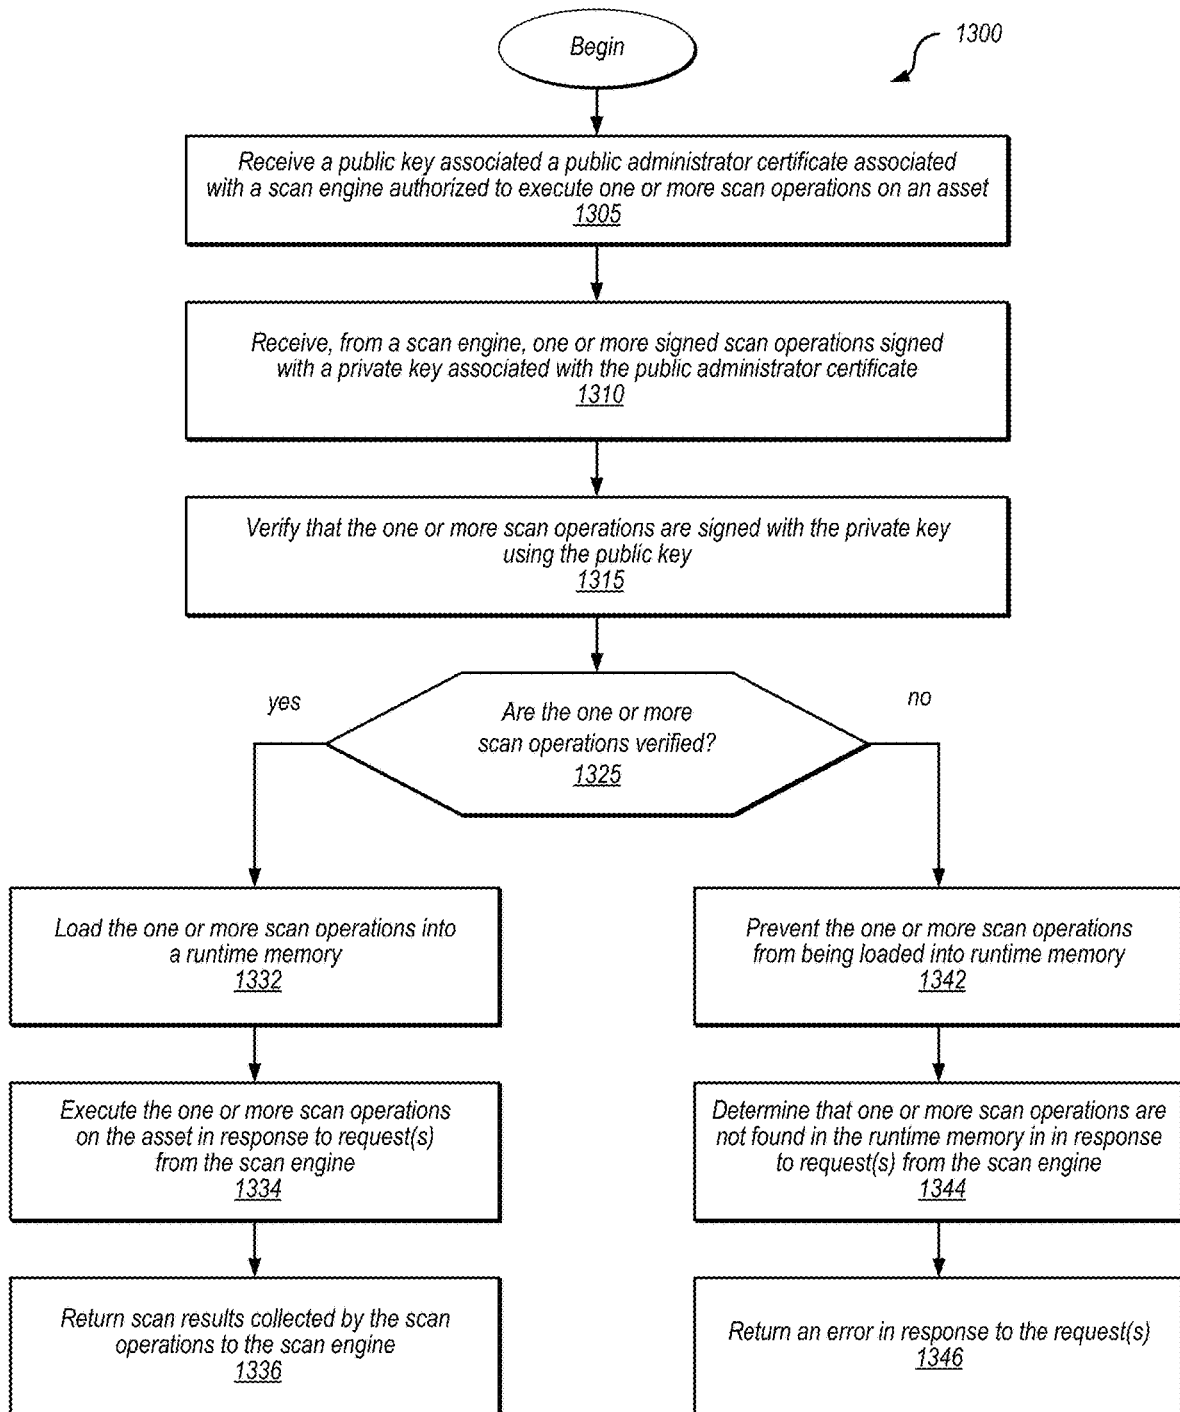 Begin
1300
Receive a public key associated a public administrator certificate associated
with a scan engine authorized to execute one or more scan operations on an asset
1305
Receive, from a scan engine, one or more signed scan operations signed
with a private key associated with the public administrator certificate
1310
Verify that the one or more scan operations are signed with the private key
using the public key
1315
yes
no
Are the one or more
scan operations verified?
1325
Load the one or more scan operations into
a runtime memory
1332
Prevent the one or more scan operations
from being loaded into runtime memory
1342
Execute the one or more scan operations
on the asset in response to request(s)
from the scan engine
1334
Determine that one or more scan operations are
not found in the runtime memory in in response
to request(s) from the scan engine
1344
Return scan results collected by the scan
operations to the scan engine
1336
Return an error in response to the request(s)
1346